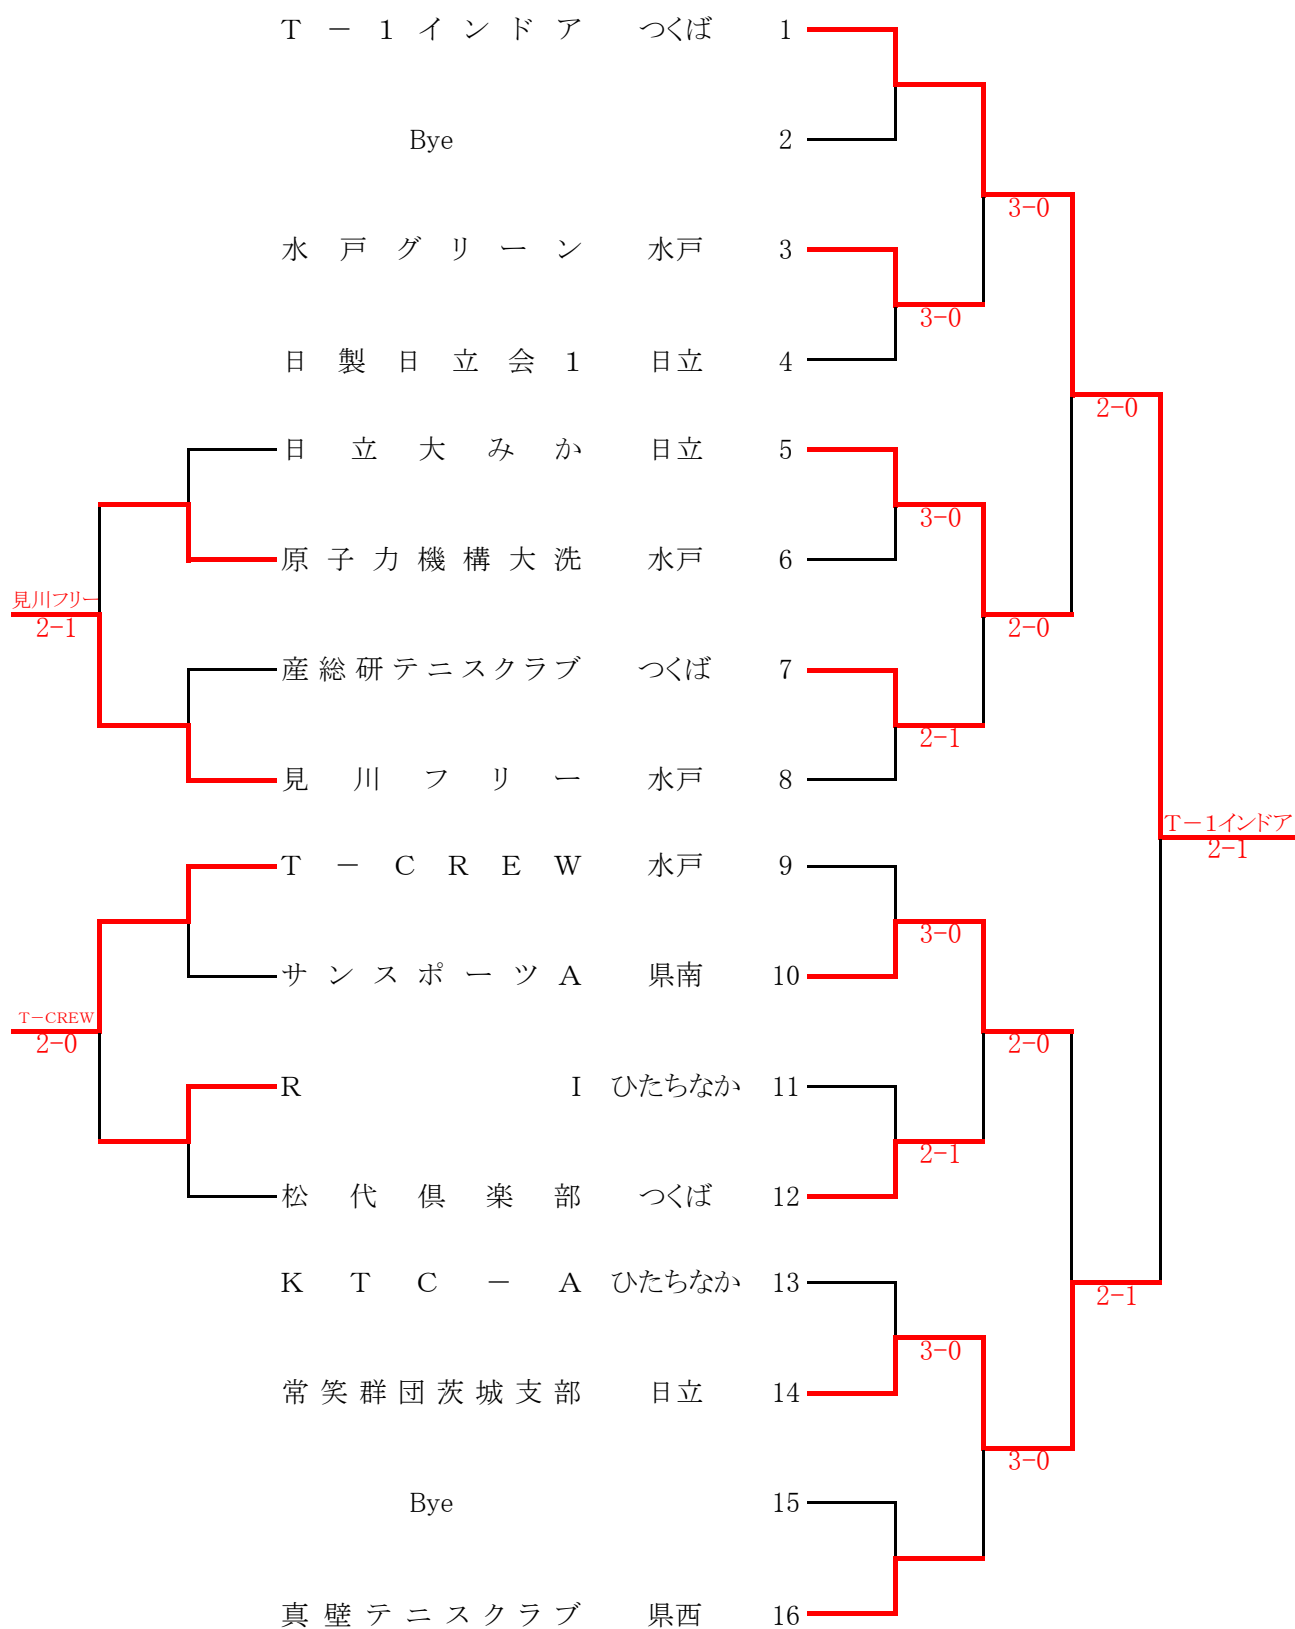 T－1インドア つくば 1
Bye 2
3-0
水戸グリーン 水戸 3
3-0
日製日立会1 日立 4
2-0
日立大みか 日立 5
3-0
原子力機構大洗 水戸 6
見川フリー
2-1
2-0
産総研テニスクラブ つくば 7
2-1
見川フリー 水戸 8
T－1インドア
2-1
T－CREW 水戸 9
3-0
サンスポーツA 県南 10
T－CREW
2-0
2-0
RI ひたちなか 11
2-1
松代倶楽部 つくば 12
KTC－A ひたちなか 13
2-1
3-0
常笑群団茨城支部 日立 14
3-0
Bye 15
真壁テニスクラブ 県西 16